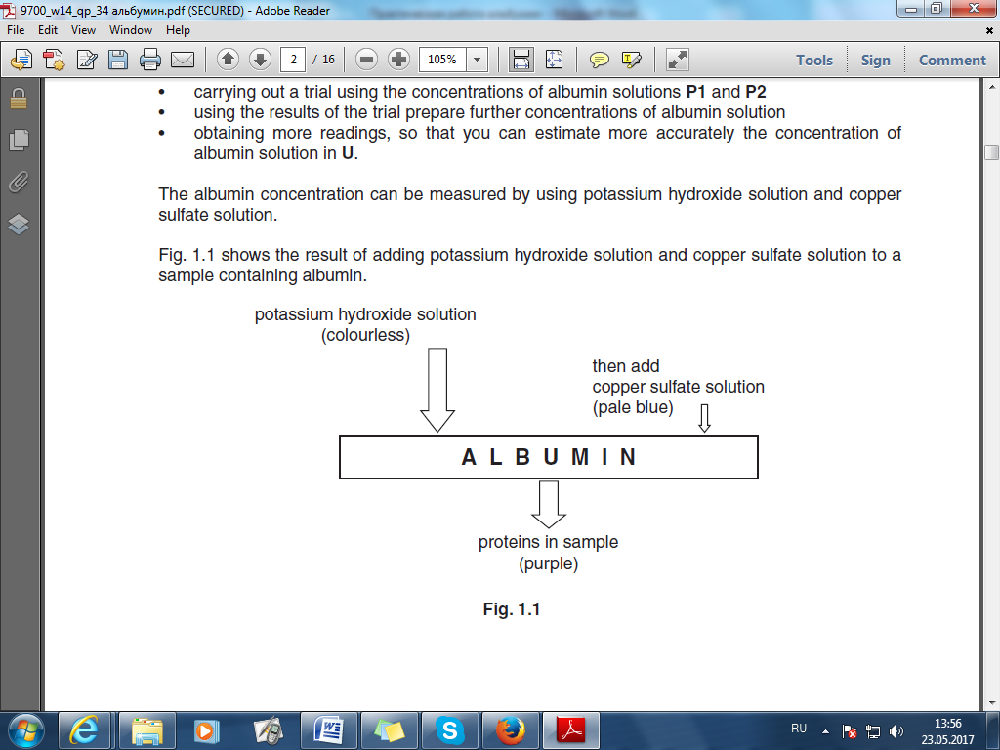 9700_w14_qp_34 альбумин.pdf (SECURED) - Adobe Reader
File Edit View Window Help
2 / 16 105% Tools Sign Comment
• carrying out a trial using the concentrations of albumin solutions P1 and P2
• using the results of the trial prepare further concentrations of albumin solution
• obtaining more readings, so that you can estimate more accurately the concentration of
albumin solution in U.
The albumin concentration can be measured by using potassium hydroxide solution and copper
sulfate solution.
Fig. 1.1 shows the result of adding potassium hydroxide solution and copper sulfate solution to a
sample containing albumin.
potassium hydroxide solution
(colourless)
then add
copper sulfate solution
(pale blue)
A L B U M I N
proteins in sample
(purple)
Fig. 1.1
RU
13:56
23.05.2017